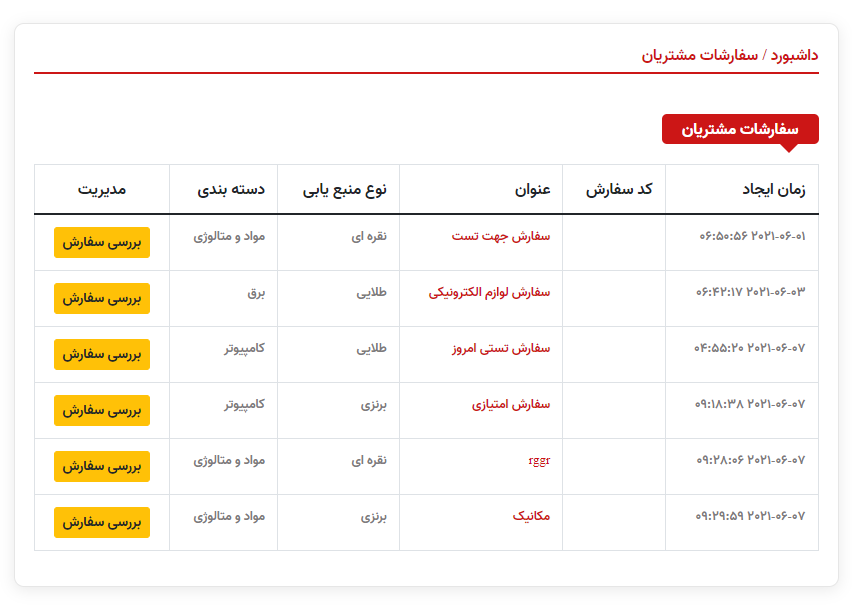 داشبورد / سفارشات مشتریان
سفارشات مشتریان
زمان ایجاد کد سفارش عنوان نوع منبع یابی دسته بندی مدیریت
۲۰۲۱-۰۶-۰۱ ۰۶:۵۰:۵۶ سفارش جهت تست نقره ای مواد و متالوژی بررسی سفارش
۲۰۲۱-۰۶-۰۳ ۰۶:۴۲:۱۷ سفارش لوازم الکترونیکی طلایی برق بررسی سفارش
۲۰۲۱-۰۶-۰۷ ۰۴:۵۵:۲۰ سفارش تستی امروز طلایی کامپیوتر بررسی سفارش
۲۰۲۱-۰۶-۰۷ ۰۹:۱۸:۳۸ سفارش امتیازی برنزی کامپیوتر بررسی سفارش
۲۰۲۱-۰۶-۰۷ ۰۹:۲۸:۰۶ rggr نقره ای مواد و متالوژی بررسی سفارش
۲۰۲۱-۰۶-۰۷ ۰۹:۲۹:۵۹ مکانیک برنزی مواد و متالوژی بررسی سفارش